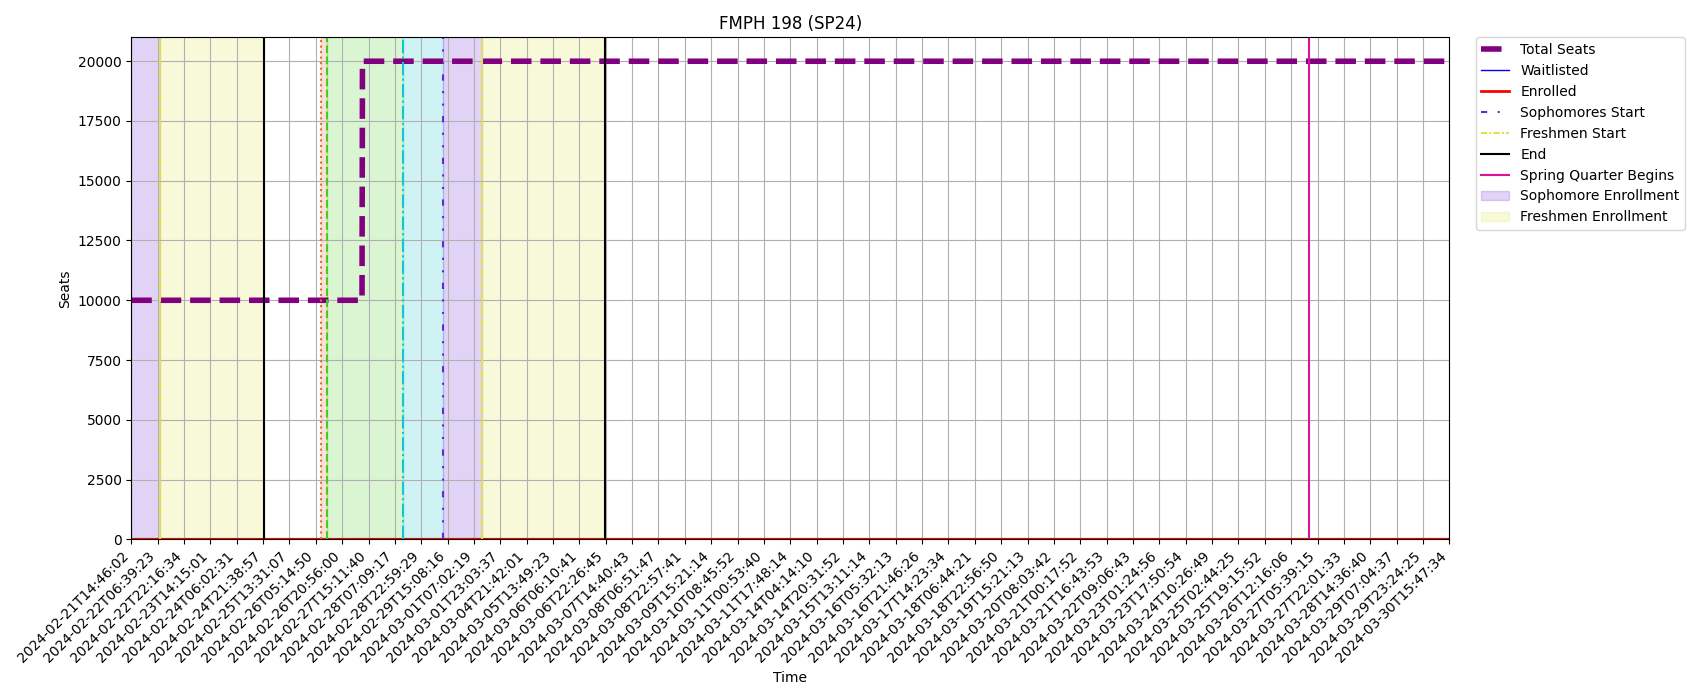 FMPH 198 (SP24)
Total Seats
Waitlisted
Enrolled
Sophomores Start
Freshmen Start
End
Spring Quarter Begins
Sophomore Enrollment
Freshmen Enrollment
Seats
20000
17500
15000
12500
10000
7500
5000
2500
0
2024-02-21T14:46:02
2024-02-22T06:39:23
2024-02-22T22:16:34
2024-02-23T14:15:01
2024-02-24T06:02:31
2024-02-24T21:38:57
2024-02-25T13:31:07
2024-02-26T05:14:50
2024-02-26T20:56:00
2024-02-27T15:11:40
2024-02-28T07:09:17
2024-02-28T22:59:29
2024-02-29T15:08:16
2024-03-01T07:02:19
2024-03-01T23:03:37
2024-03-04T21:42:01
2024-03-05T13:49:23
2024-03-06T06:10:41
2024-03-06T22:26:45
2024-03-07T14:40:43
2024-03-08T06:51:47
2024-03-08T22:57:41
2024-03-09T15:21:14
2024-03-10T08:45:52
2024-03-11T00:53:40
2024-03-11T17:48:14
2024-03-14T04:14:10
2024-03-14T20:31:52
2024-03-15T13:11:14
2024-03-16T05:32:13
2024-03-16T21:46:26
2024-03-17T14:23:34
2024-03-18T06:44:21
2024-03-18T22:56:50
2024-03-19T15:21:13
2024-03-20T08:03:42
2024-03-21T00:17:52
2024-03-21T16:43:53
2024-03-22T09:06:43
2024-03-23T01:24:56
2024-03-23T17:50:54
2024-03-24T10:26:49
2024-03-25T02:44:25
2024-03-25T19:15:52
2024-03-26T12:16:06
2024-03-27T05:39:15
2024-03-27T22:01:33
2024-03-28T14:36:40
2024-03-29T07:04:37
2024-03-29T23:24:25
2024-03-30T15:47:34
Time